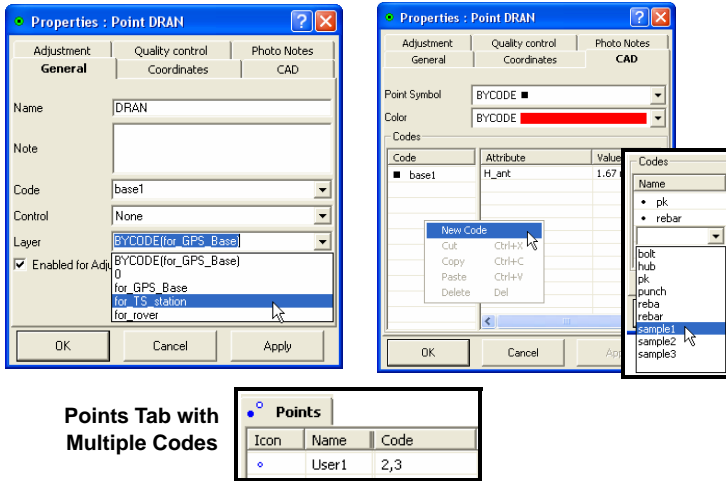 Properties : Point DRAN
Adjustment Quality control Photo Notes
General Coordinates CAD
Name DRAN
Note
Code base1
Control None
Layer BYCODE(for_GPS_Base)
BYCODE(for_GPS_Base)
Enabled for Adju
0
for_GPS_Base
for_TS_station
for_rover
OK Cancel Apply
Properties : Point DRAN
Adjustment Quality control Photo Notes
General Coordinates CAD
Point Symbol BYCODE
Color BYCODE
Codes
Code Attribute Value
base1 H_ant 1.67
New Code
Cut Ctrl+X
Copy Ctrl+C
Paste Ctrl+V
Delete Del
OK Cancel App
Codes
Name
pk
rebar
bolt
hub
pk
punch
reba
rebar
sample1
sample2
sample3
Points Tab with
Multiple Codes
Points
Icon Name Code
User1 2,3